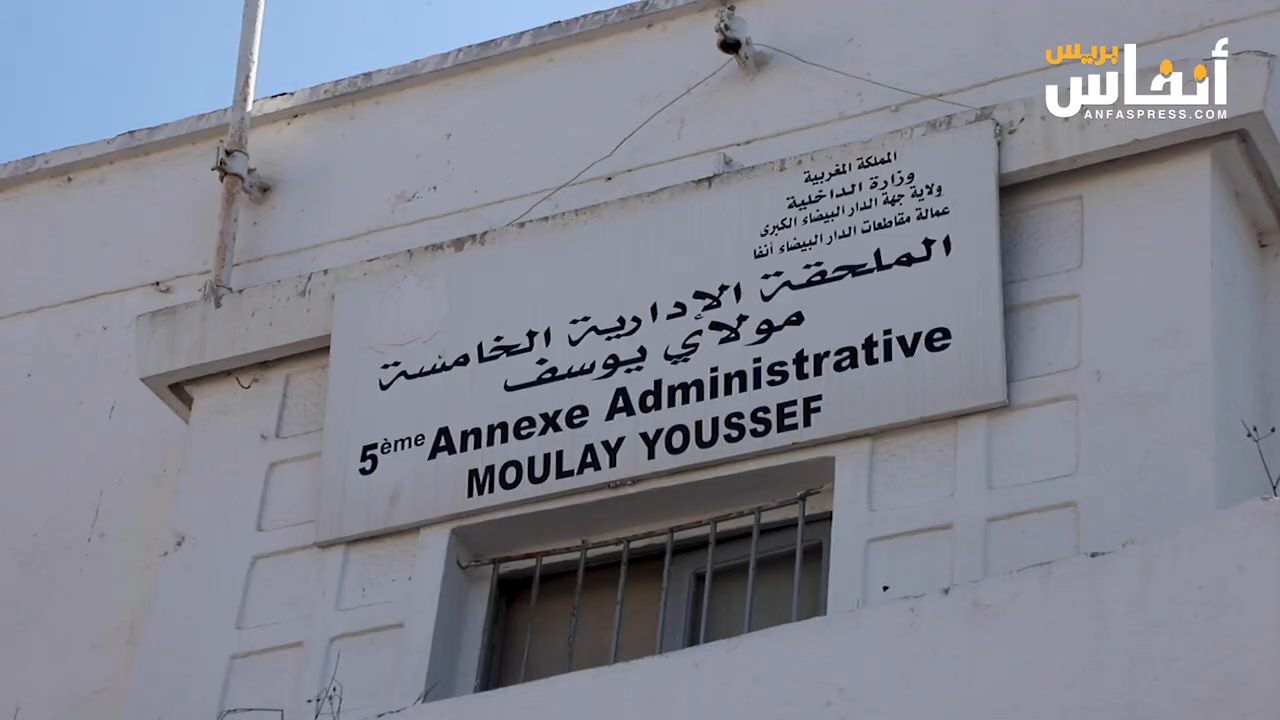 أنفاس بريس
ANFASPRESS.COM
المملكة المغربية
وزارة الداخلية
ولاية جهة الدار البيضاء الكبرى
عمالة مقاطعات الدار البيضاء أنفا
الملحقة الإدارية الخامسة
مولاي يوسف
5ème Annexe Administrative
MOULAY YOUSSEF